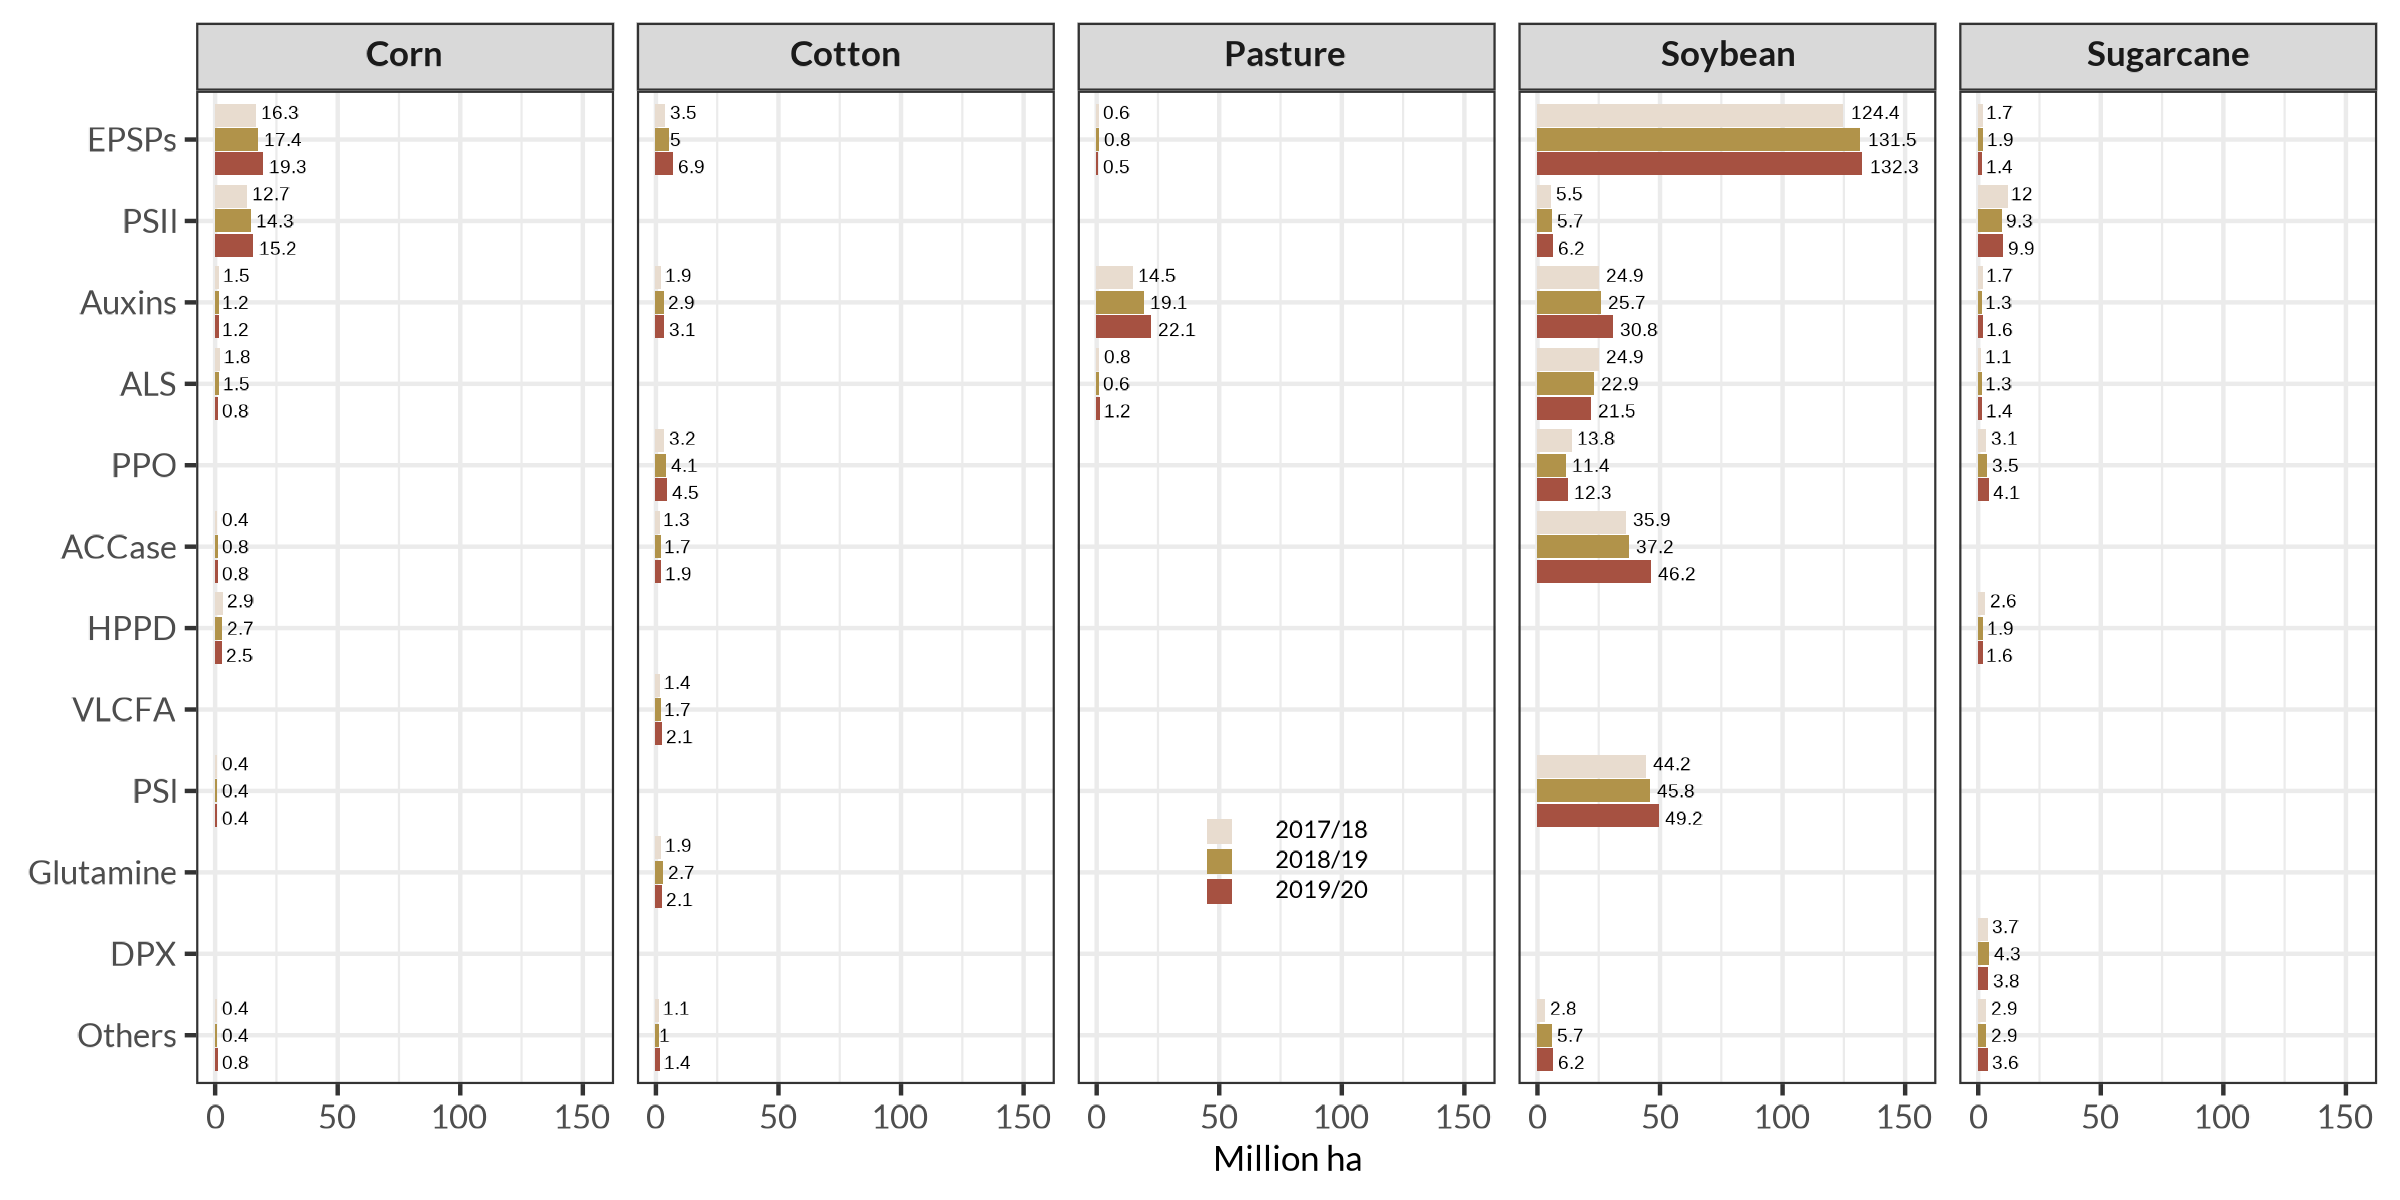 Corn Cotton Pasture Soybean Sugarcane
EPSPs
16.3 3.5 0.6 124.4 1.7
17.4 5 0.8 131.5 1.9
19.3 6.9 0.5 132.3 1.4
PSII
12.7 5.5 12
14.3 5.7 9.3
15.2 6.2 9.9
Auxins
1.5 1.9 14.5 24.9 1.7
1.2 2.9 19.1 25.7 1.3
1.2 3.1 22.1 30.8 1.6
ALS
1.8 0.8 24.9 1.1
1.5 0.6 22.9 1.3
0.8 1.2 21.5 1.4
PPO
3.2 13.8 3.1
4.1 11.4 3.5
4.5 12.3 4.1
ACCase
0.4 1.3 35.9
0.8 1.7 37.2
0.8 1.9 46.2
HPPD
2.9 2.6
2.7 1.9
2.5 1.6
VLCFA
1.4
1.7
2.1
PSI
0.4 44.2
0.4 45.8
0.4 49.2
Glutamine
1.9
2.7
2.1
2017/18
2018/19
2019/20
DPX
3.7
4.3
3.8
Others
0.4 1.1 2.8 2.9
0.4 1 5.7 2.9
0.8 1.4 6.2 3.6
0 50 100 150 0 50 100 150 0 50 100 150 0 50 100 150 0 50 100 150
Million ha